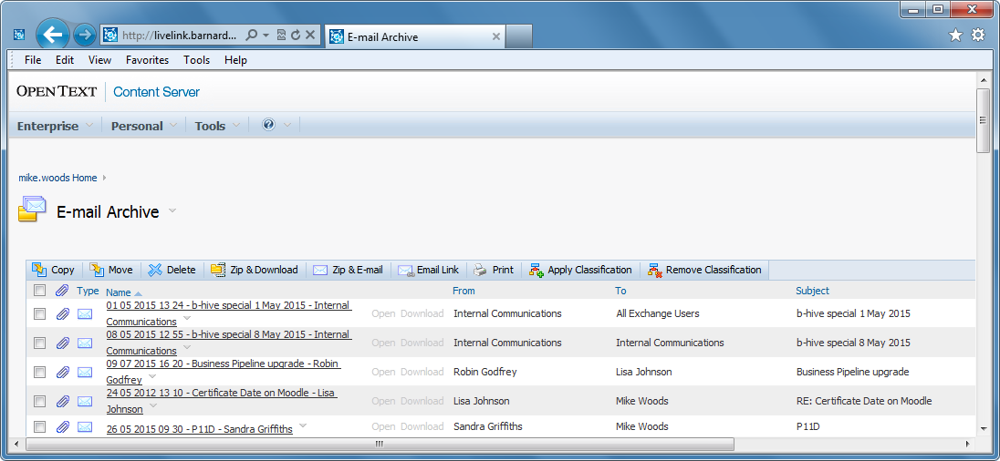 http://livelink.barnard...
E-mail Archive
File Edit View Favorites Tools Help
OPEN TEXT Content Server
Enterprise Personal Tools ?
mike.woods Home
E-mail Archive
Copy Move Delete Zip & Download Zip & E-mail Email Link Print Apply Classification Remove Classification
Type Name From To Subject
01 05 2015 13 24 - b-hive special 1 May 2015 - Internal
Communications
Open Download Internal Communications All Exchange Users b-hive special 1 May 2015
08 05 2015 12 55 - b-hive special 8 May 2015 - Internal
Communications
Open Download Internal Communications Internal Communications b-hive special 8 May 2015
09 07 2015 16 20 - Business Pipeline upgrade - Robin
Godfrey
Open Download Robin Godfrey Lisa Johnson Business Pipeline upgrade
24 05 2012 13 10 - Certificate Date on Moodle - Lisa
Johnson
Open Download Lisa Johnson Mike Woods RE: Certificate Date on Moodle
26 05 2015 09 30 - P11D - Sandra Griffiths Open Download Sandra Griffiths Mike Woods P11D